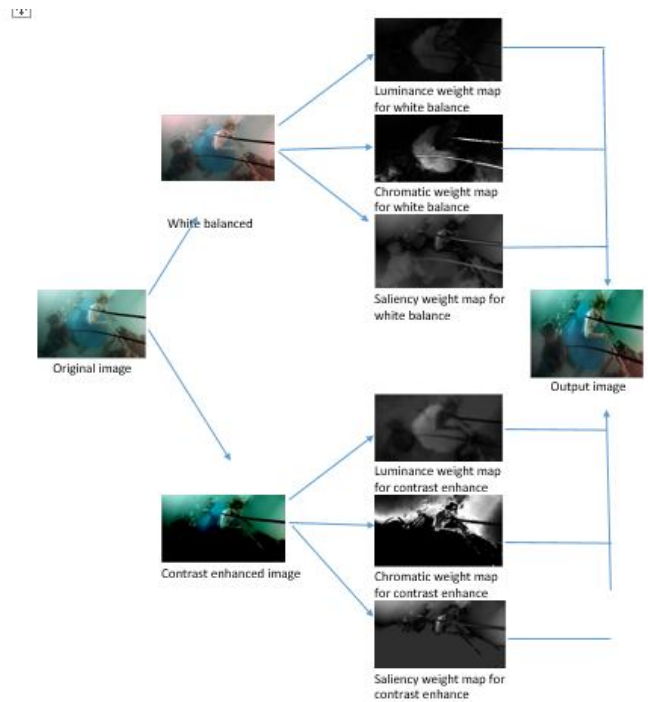 Luminance weight map
for white balance
Chromatic weight map
for white balance
White balanced
Saliency weight map for
white balance
Original image
Output image
Luminance weight map
for contrast enhance
Contrast enhanced image
Chromatic weight map
for contrast enhance
Saliency weight map for
contrast enhance